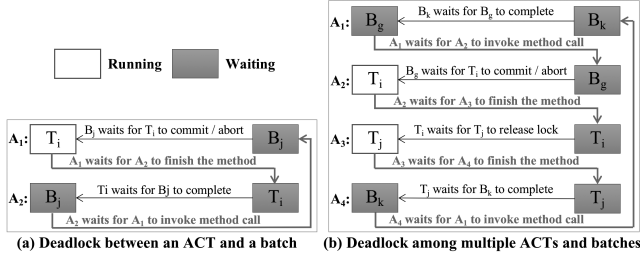 Running
Waiting
A1:
Ti
Bj waits for Ti to commit / abort
Bj
A1 waits for A2 to finish the method
A2:
Bj
Ti waits for Bj to complete
Ti
A2 waits for A1 to invoke method call
(a) Deadlock between an ACT and a batch
A1:
Bg
Bk waits for Bg to complete
Bk
A1 waits for A2 to invoke method call
A2:
Ti
Bg waits for Ti to commit / abort
Bg
A2 waits for A3 to finish the method
A3:
Tj
Ti waits for Tj to release lock
Ti
A3 waits for A4 to finish the method
A4:
Bk
Tj waits for Bk to complete
Tj
A4 waits for A1 to invoke method call
(b) Deadlock among multiple ACTs and batches